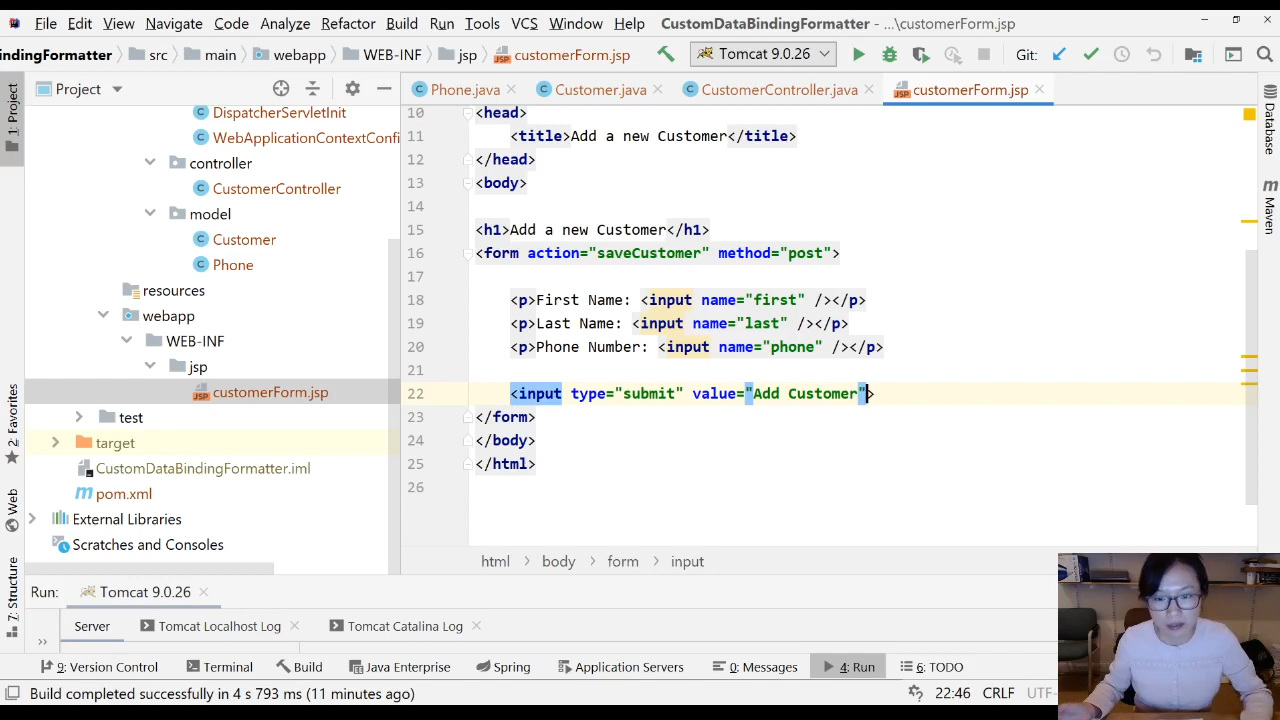 File Edit View Navigate Code Analyze Refactor Build Run Tools VCS Window Help CustomDataBindingFormatter - ...\customerForm.jsp
bindingFormatter src main webapp WEB-INF jsp customerForm.jsp Tomcat 9.0.26 Git:
Project
Phone.java Customer.java CustomerController.java customerForm.jsp
1: Project
2: Favorites
Web
7: Structure
DispatcherServletInit
WebApplicationContextConfi
controller
CustomerController
model
Customer
Phone
resources
webapp
WEB-INF
jsp
customerForm.jsp
test
target
CustomDataBindingFormatter.iml
pom.xml
External Libraries
Scratches and Consoles
10 <head>
11 <title>Add a new Customer</title>
12 </head>
13 <body>
14
15 <h1>Add a new Customer</h1>
16 <form action="saveCustomer" method="post">
17
18 <p>First Name: <input name="first" /></p>
19 <p>Last Name: <input name="last" /></p>
20 <p>Phone Number: <input name="phone" /></p>
21
22 <input type="submit" value="Add Customer">
23 </form>
24 </body>
25 </html>
26
html body form input
Database
Maven
Run: Tomcat 9.0.26
Server Tomcat Localhost Log Tomcat Catalina Log
9: Version Control Terminal Build Java Enterprise Spring Application Servers 0: Messages 4: Run 6: TODO
Build completed successfully in 4 s 793 ms (11 minutes ago) 22:46 CRLF UTF-